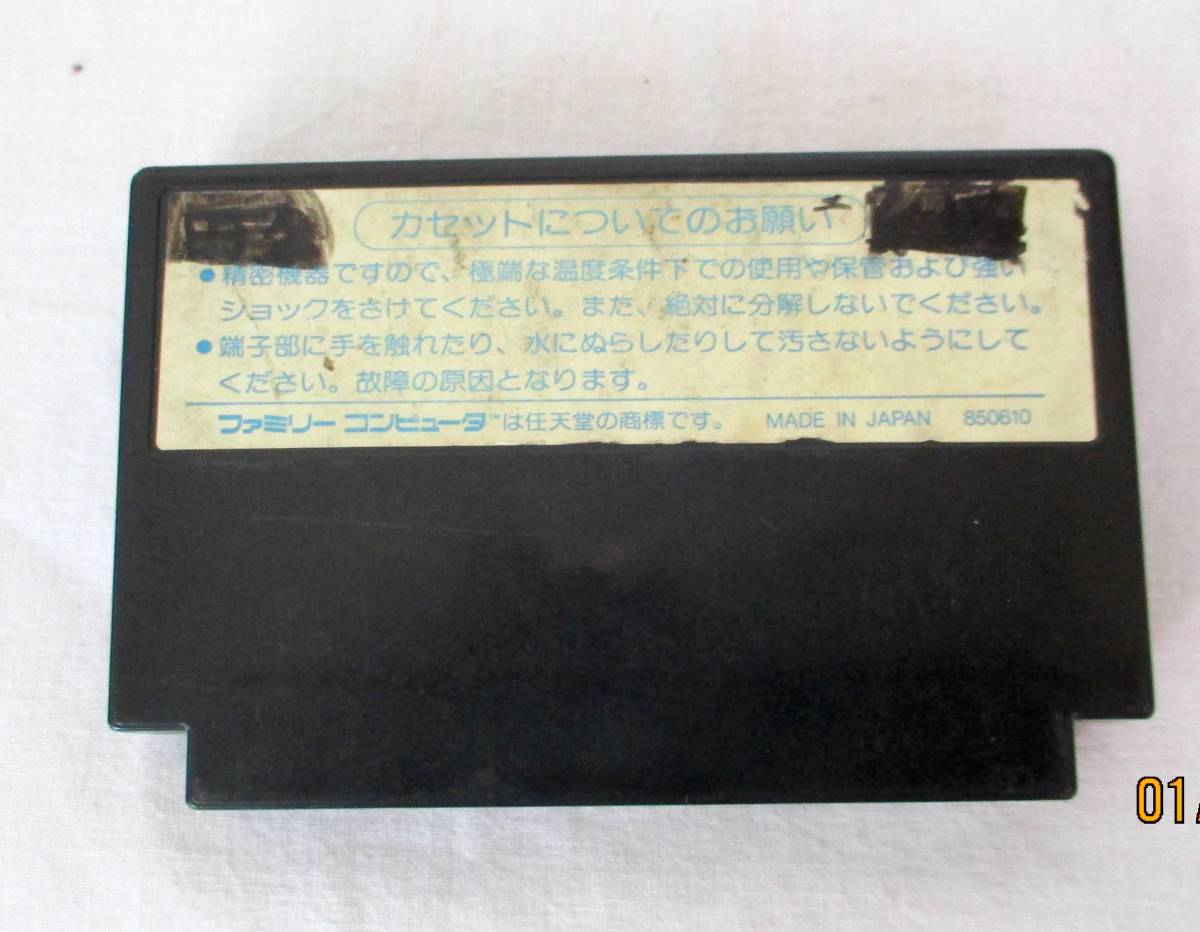 カセットについてのお願い
●精密機器ですので、極端な温度条件下での使用や保管および強い
ショックをさけてください。また、絶対に分解しないでください。
●端子部に手を触れたり、水にぬらしたりして汚さないようにして
ください。故障の原因となります。
ファミリー コンピュータ™は任天堂の商標です。 MADE IN JAPAN 850610
01